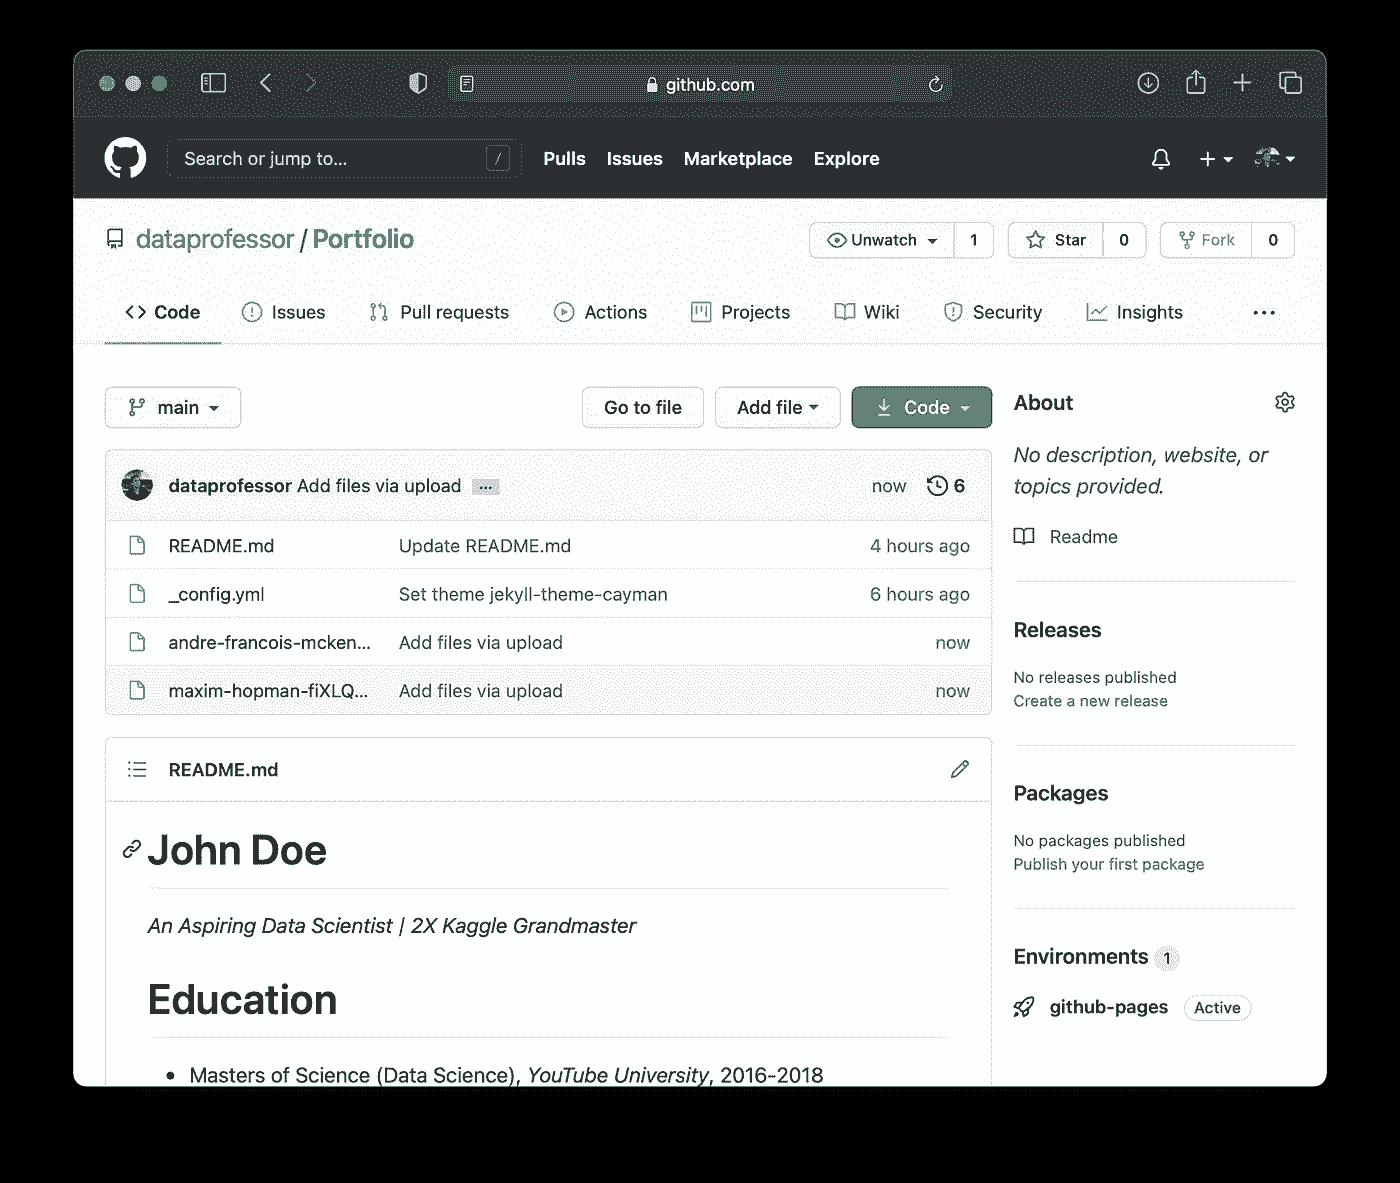 github.com
Search or jump to... /
Pulls Issues Marketplace Explore
dataprofessor / Portfolio
Unwatch 1 Star 0 Fork 0
Code Issues Pull requests Actions Projects Wiki Security Insights ...
main Go to file Add file Code
dataprofessor Add files via upload ... now 6
README.md Update README.md 4 hours ago
_config.yml Set theme jekyll-theme-cayman 6 hours ago
andre-francois-mcken... Add files via upload now
maxim-hopman-fiXLQ... Add files via upload now
README.md
John Doe
An Aspiring Data Scientist | 2X Kaggle Grandmaster
Education
• Masters of Science (Data Science), YouTube University, 2016-2018
About
No description, website, or
topics provided.
Readme
Releases
No releases published
Create a new release
Packages
No packages published
Publish your first package
Environments 1
github-pages Active